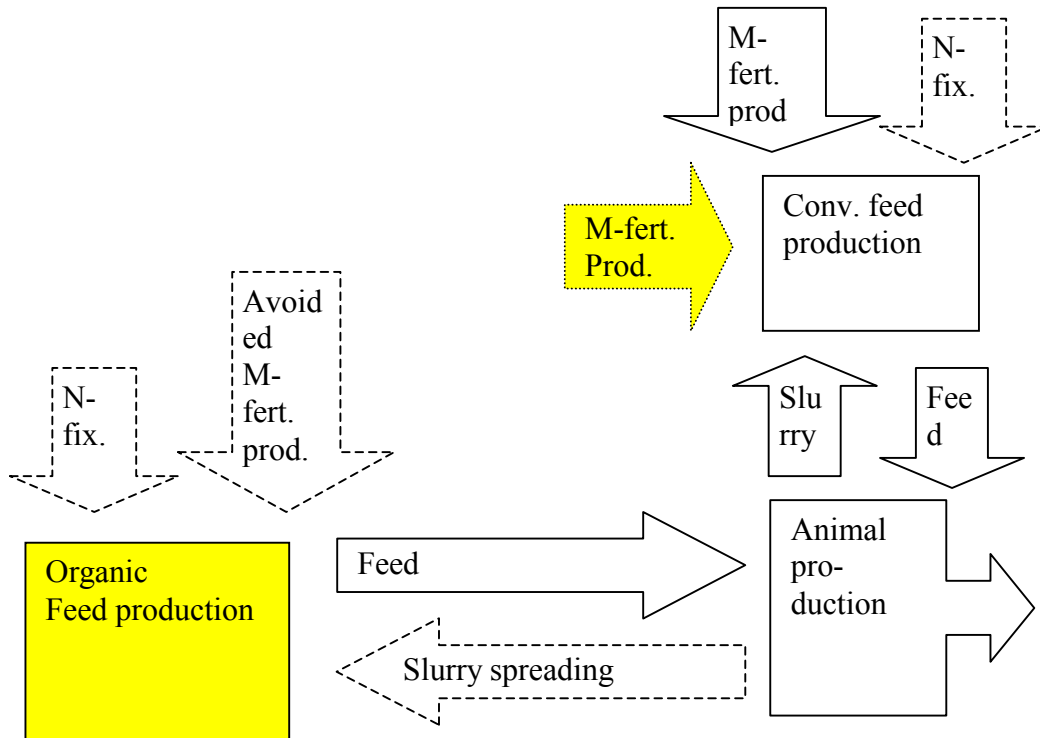 M-
fert.
prod
N-
fix.
M-fert.
Prod.
Conv. feed
production
Avoid
ed
M-
fert.
prod.
N-
fix.
Slu
rry
Fee
d
Organic
Feed production
Feed
Animal
pro-
duction
Slurry spreading